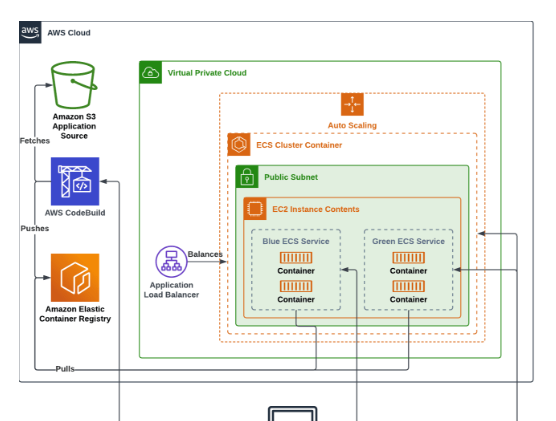 aws
AWS Cloud
Virtual Private Cloud
Amazon S3
Application
Source
Auto Scaling
Fetches
ECS Cluster Container
Public Subnet
AWS CodeBuild
EC2 Instance Contents
Pushes
Blue ECS Service
Green ECS Service
Balances
Container
Container
Application
Load Balancer
Container
Container
Amazon Elastic
Container Registry
Pulls